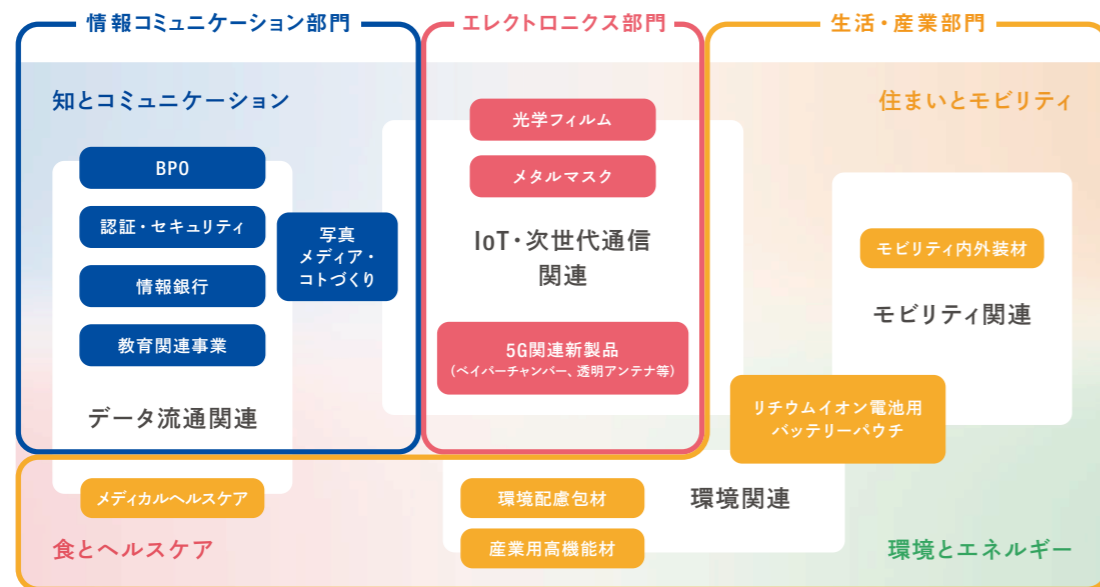 情報コミュニケーション部門
エレクトロニクス部門
生活・産業部門
知とコミュニケーション
住まいとモビリティ
BPO
認証・セキュリティ
情報銀行
教育関連事業
データ流通関連
写真
メディア・
コトづくり
光学フィルム
メタルマスク
IoT・次世代通信
関連
5G関連新製品
(ベイパーチャンバー、透明アンテナ等)
モビリティ内外装材
モビリティ関連
リチウムイオン電池用
バッテリーパウチ
メディカルヘルスケア
食とヘルスケア
環境配慮包材
産業用高機能材
環境関連
環境とエネルギー